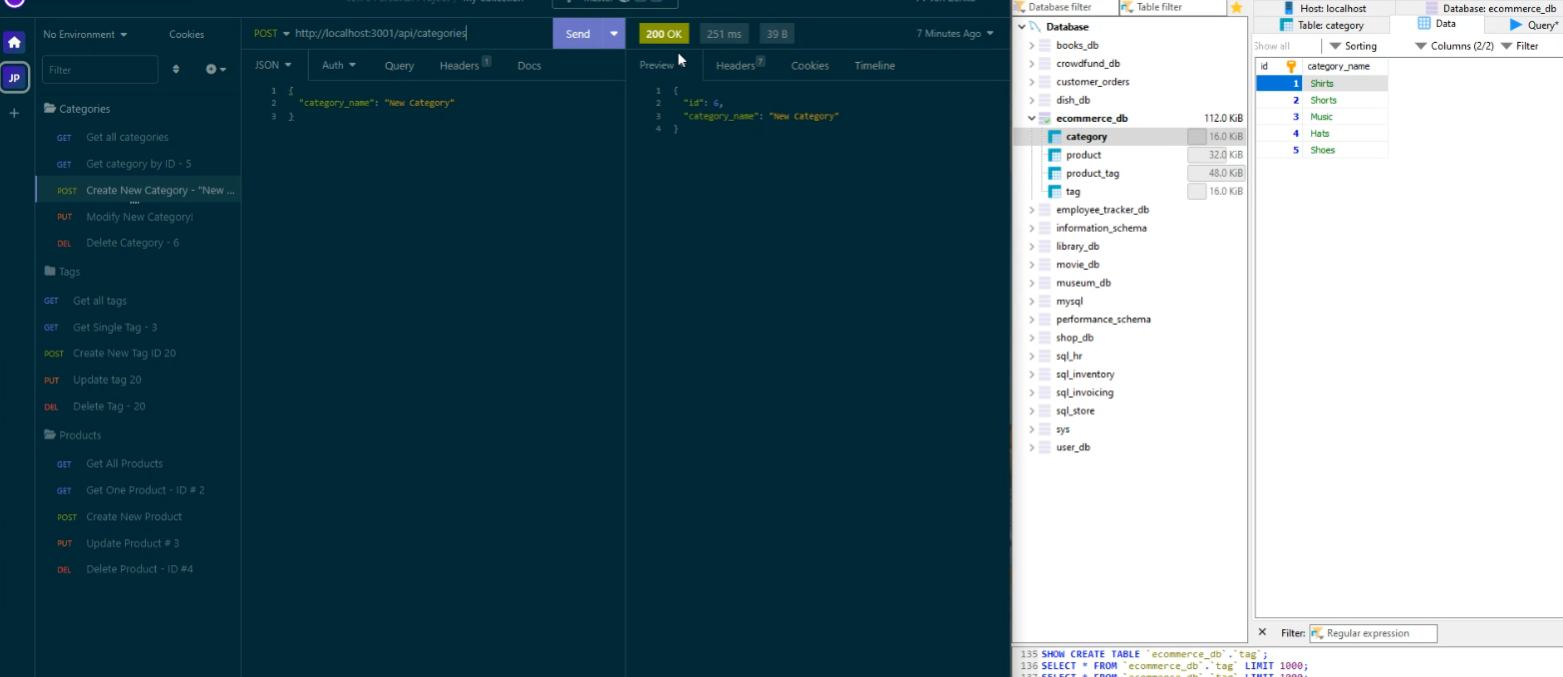 No Environment
Cookies
Filter
JP
Categories
GET Get all categories
GET Get category by ID - 5
POST Create New Category - "New ...
PUT Modify New Category!
DEL Delete Category - 6
Tags
GET Get all tags
GET Get Single Tag - 3
POST Create New Tag ID 20
PUT Update tag 20
DEL Delete Tag - 20
Products
GET Get All Products
GET Get One Product - ID # 2
POST Create New Product
PUT Update Product # 3
DEL Delete Product - ID #4
POST http://localhost:3001/api/categories
Send
JSON Auth Query Headers 1 Docs
1 {
2 "category_name": "New Category"
3 }
200 OK 251 ms 39 B 7 Minutes Ago
Preview Headers 7 Cookies Timeline
1 {
2 "id": 6,
3 "category_name": "New Category"
4 }
Database filter Table filter
Database
books_db
crowdfund_db
customer_orders
dish_db
ecommerce_db 112.0 KiB
category 16.0 KiB
product 32.0 KiB
product_tag 48.0 KiB
tag 16.0 KiB
employee_tracker_db
information_schema
library_db
movie_db
museum_db
mysql
performance_schema
shop_db
sql_hr
sql_inventory
sql_invoicing
sql_store
sys
user_db
Host: localhost Database: ecommerce_db
Table: category Data Query*
Show all Sorting Columns (2/2) Filter
id category_name
1 Shirts
2 Shorts
3 Music
4 Hats
5 Shoes
Filter: Regular expression
135 SHOW CREATE TABLE `ecommerce_db`.`tag`;
136 SELECT * FROM `ecommerce_db`.`tag` LIMIT 1000;
137 SELECT * FROM `ecommerce_db`.`tag` LIMIT 1000;